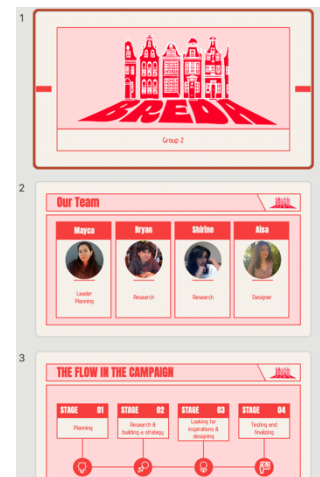 1
BREDA
Group 2
2
Our Team
Mayca
Bryan
Shirine
Aisa
Leader
Planning
Research
Research
Designer
3
THE FLOW IN THE CAMPAIGN
STAGE 01
STAGE 02
STAGE 03
STAGE 04
Planning
Research &
building a strategy
Looking for
inspirations &
designing
Testing and
finalizing